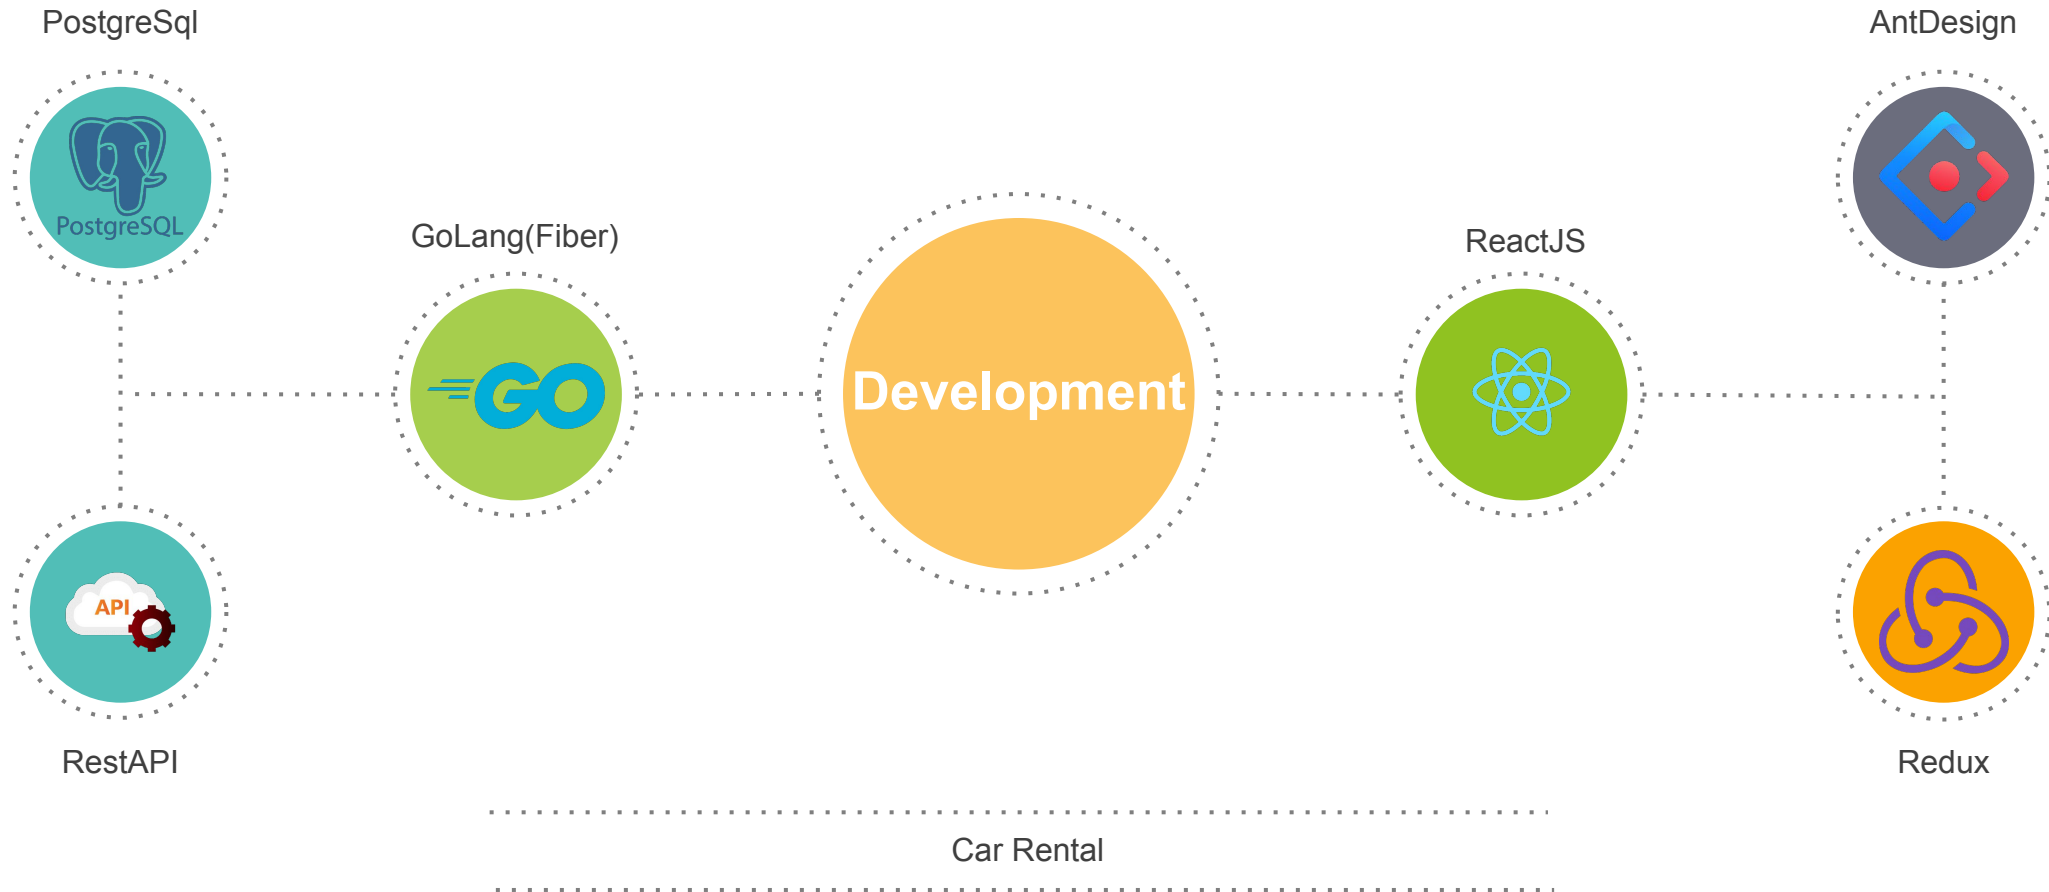 PostgreSql
AntDesign
PostgreSQL
GoLang(Fiber)
ReactJS
GO
Development
API
RestAPI
Redux
Car Rental